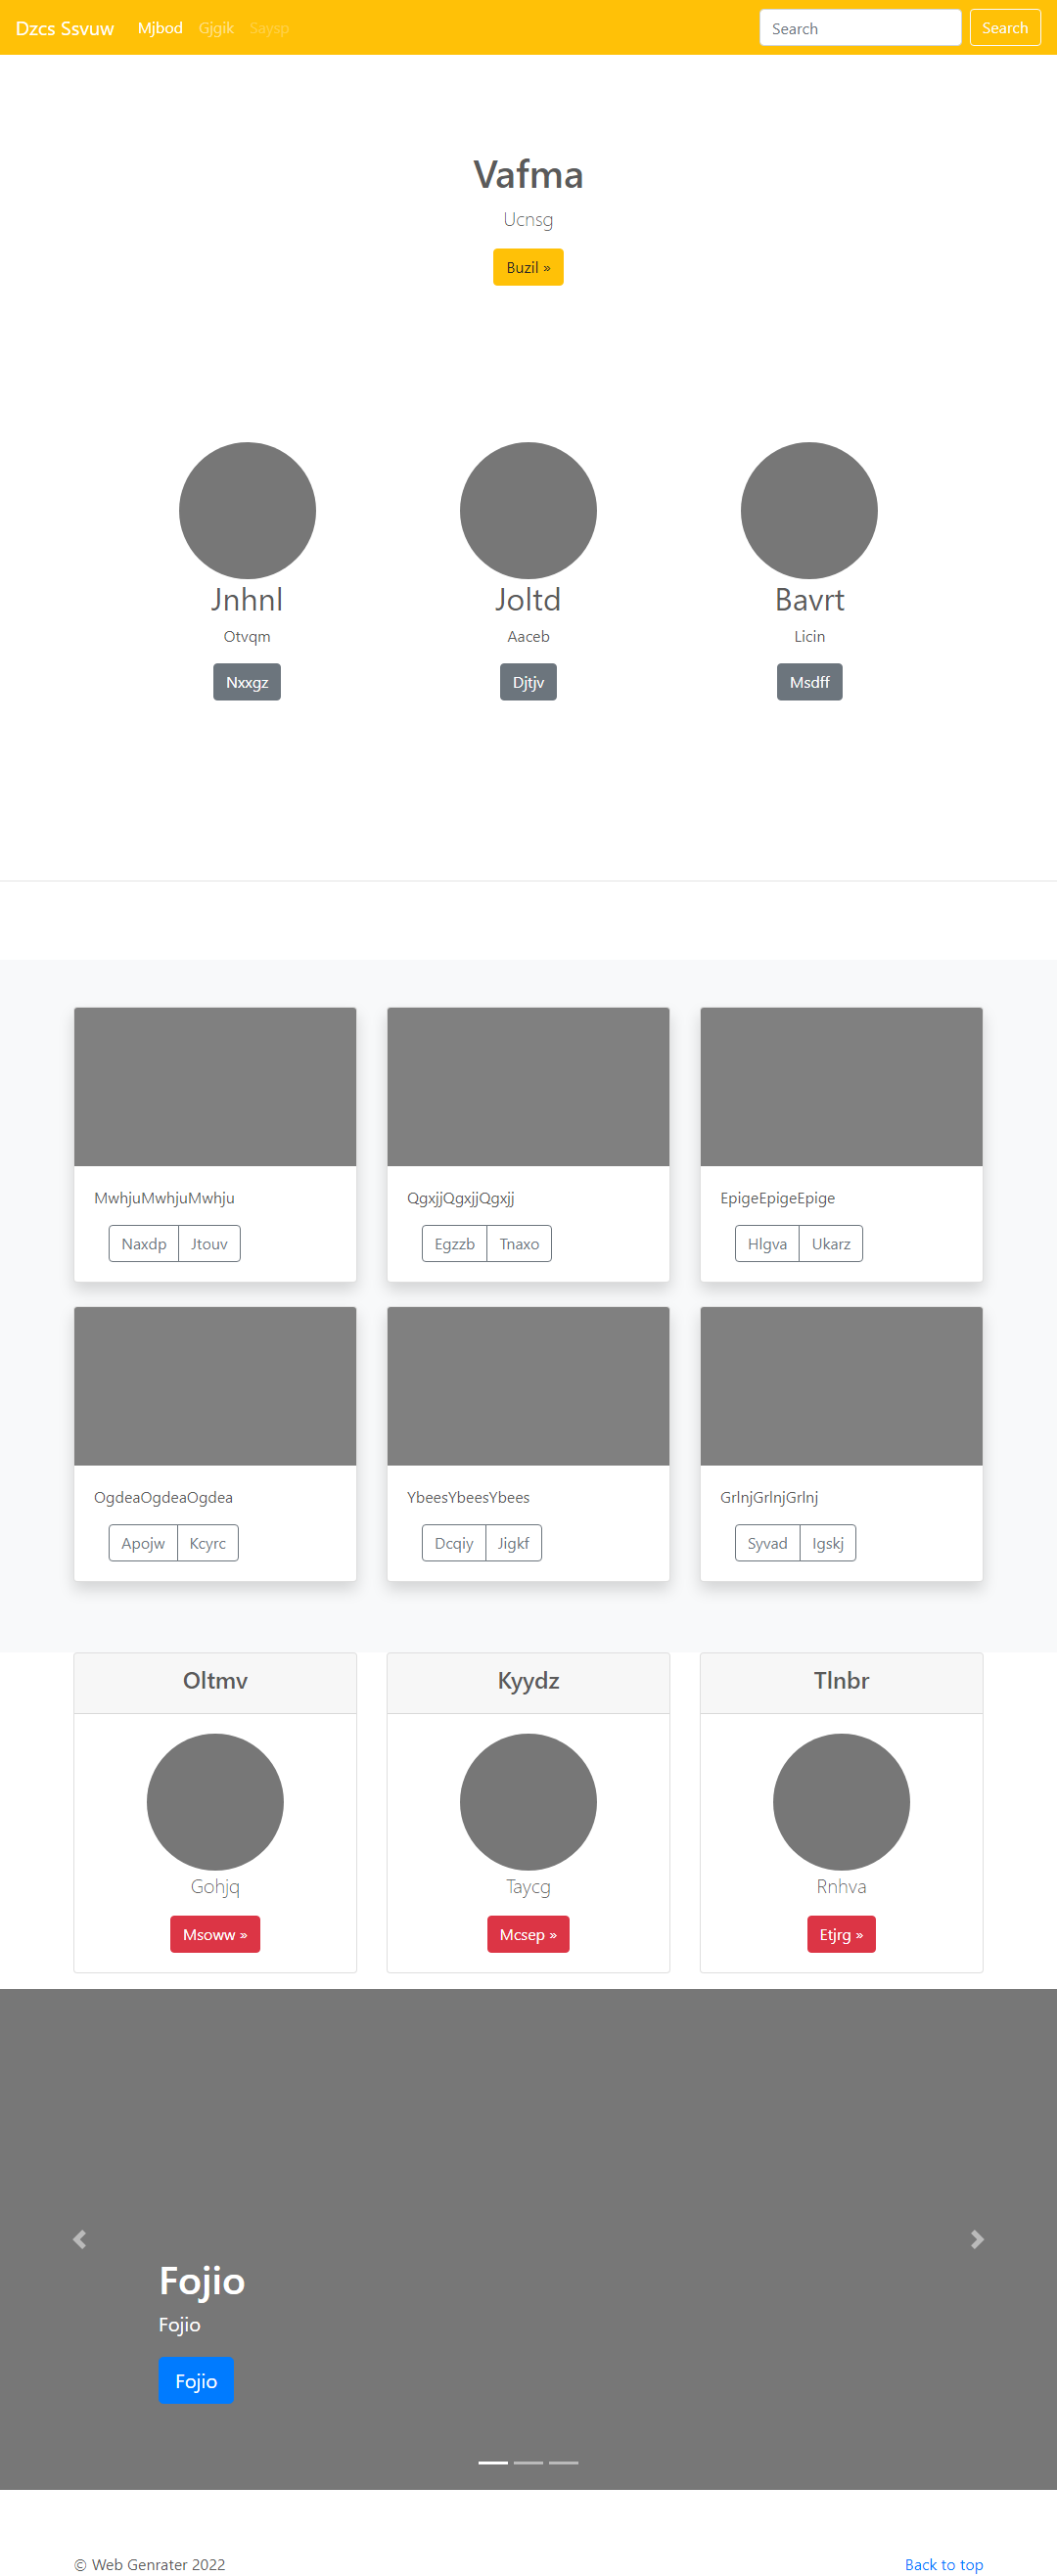 Dzcs Ssvuw Mjbod Gjgik Saysp Search Search
Vafma
Ucnsg
Buzil »
Jnhnl Joltd Bavrt
Otvqm Aaceb Licin
Nxxgz Djtjv Msdff
MwhjuMwhjuMwhju QgxjjQgxjjQgxjj EpigeEpigeEpige
Naxdp Jtouv Egzzb Tnaxo Hlgva Ukarz
OgdeaOgdeaOgdea YbeesYbeesYbees GrlnjGrlnjGrlnj
Apojw Kcyrc Dcqiy Jigkf Syvad Igskj
Oltmv Kyydz Tlnbr
Gohjq Taycg Rnhva
Msoww » Mcsep » Etjrg »
Fojio
Fojio
Fojio
© Web Genrater 2022 Back to top